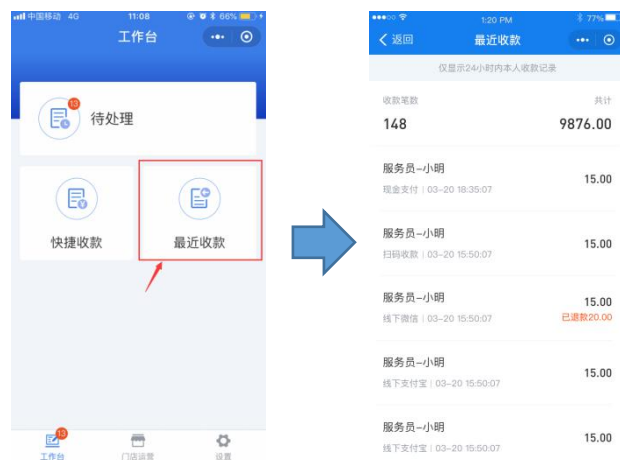 中国移动 4G 11:08 66%
工作台
13
待处理
快捷收款
最近收款
13
工作台
门店运营
设置
1:20 PM 77%
返回 最近收款
仅显示24小时内本人收款记录
收款笔数 共计
148 9876.00
服务员–小明
15.00
现金支付 | 03–20 18:35:07
服务员–小明
15.00
扫码收款 | 03–20 15:50:07
服务员–小明
15.00
线下微信 | 03–20 15:50:07 已退款20.00
服务员–小明
15.00
线下支付宝 | 03–20 15:50:07
服务员–小明
15.00
线下支付宝 | 03–20 15:50:07